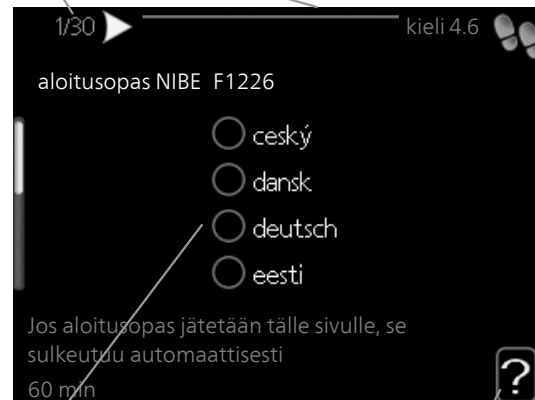 1/30
kieli 4.6
aloitusopas NIBE F1226
ceský
dansk
deutsch
eesti
Jos aloitusopas jätetään tälle sivulle, se
sulkeutuu automaattisesti
60 min
?